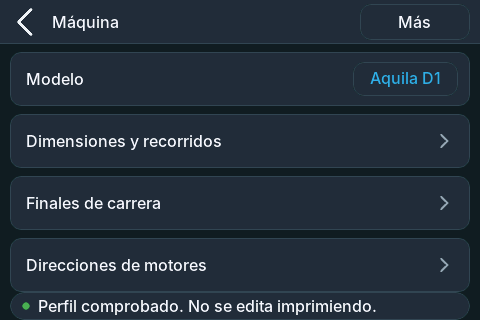 Máquina
Más
Modelo
Aquila D1
Dimensiones y recorridos
Finales de carrera
Direcciones de motores
Perfil comprobado. No se edita imprimiendo.